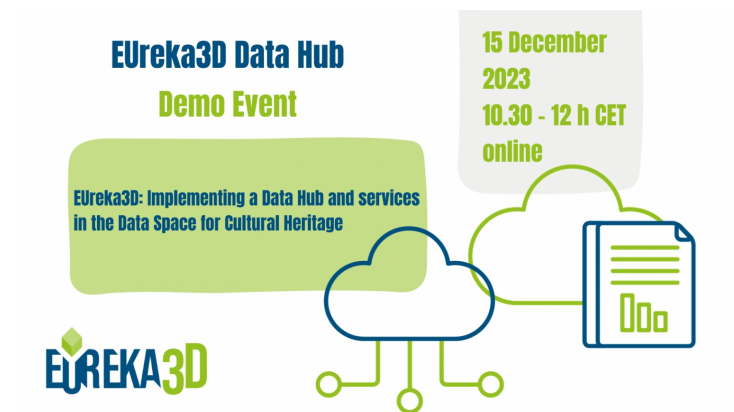 EUreka3D Data Hub
Demo Event
15 December
2023
10.30 - 12 h CET
online
EUreka3D: Implementing a Data Hub and services
in the Data Space for Cultural Heritage
EUREKA3D